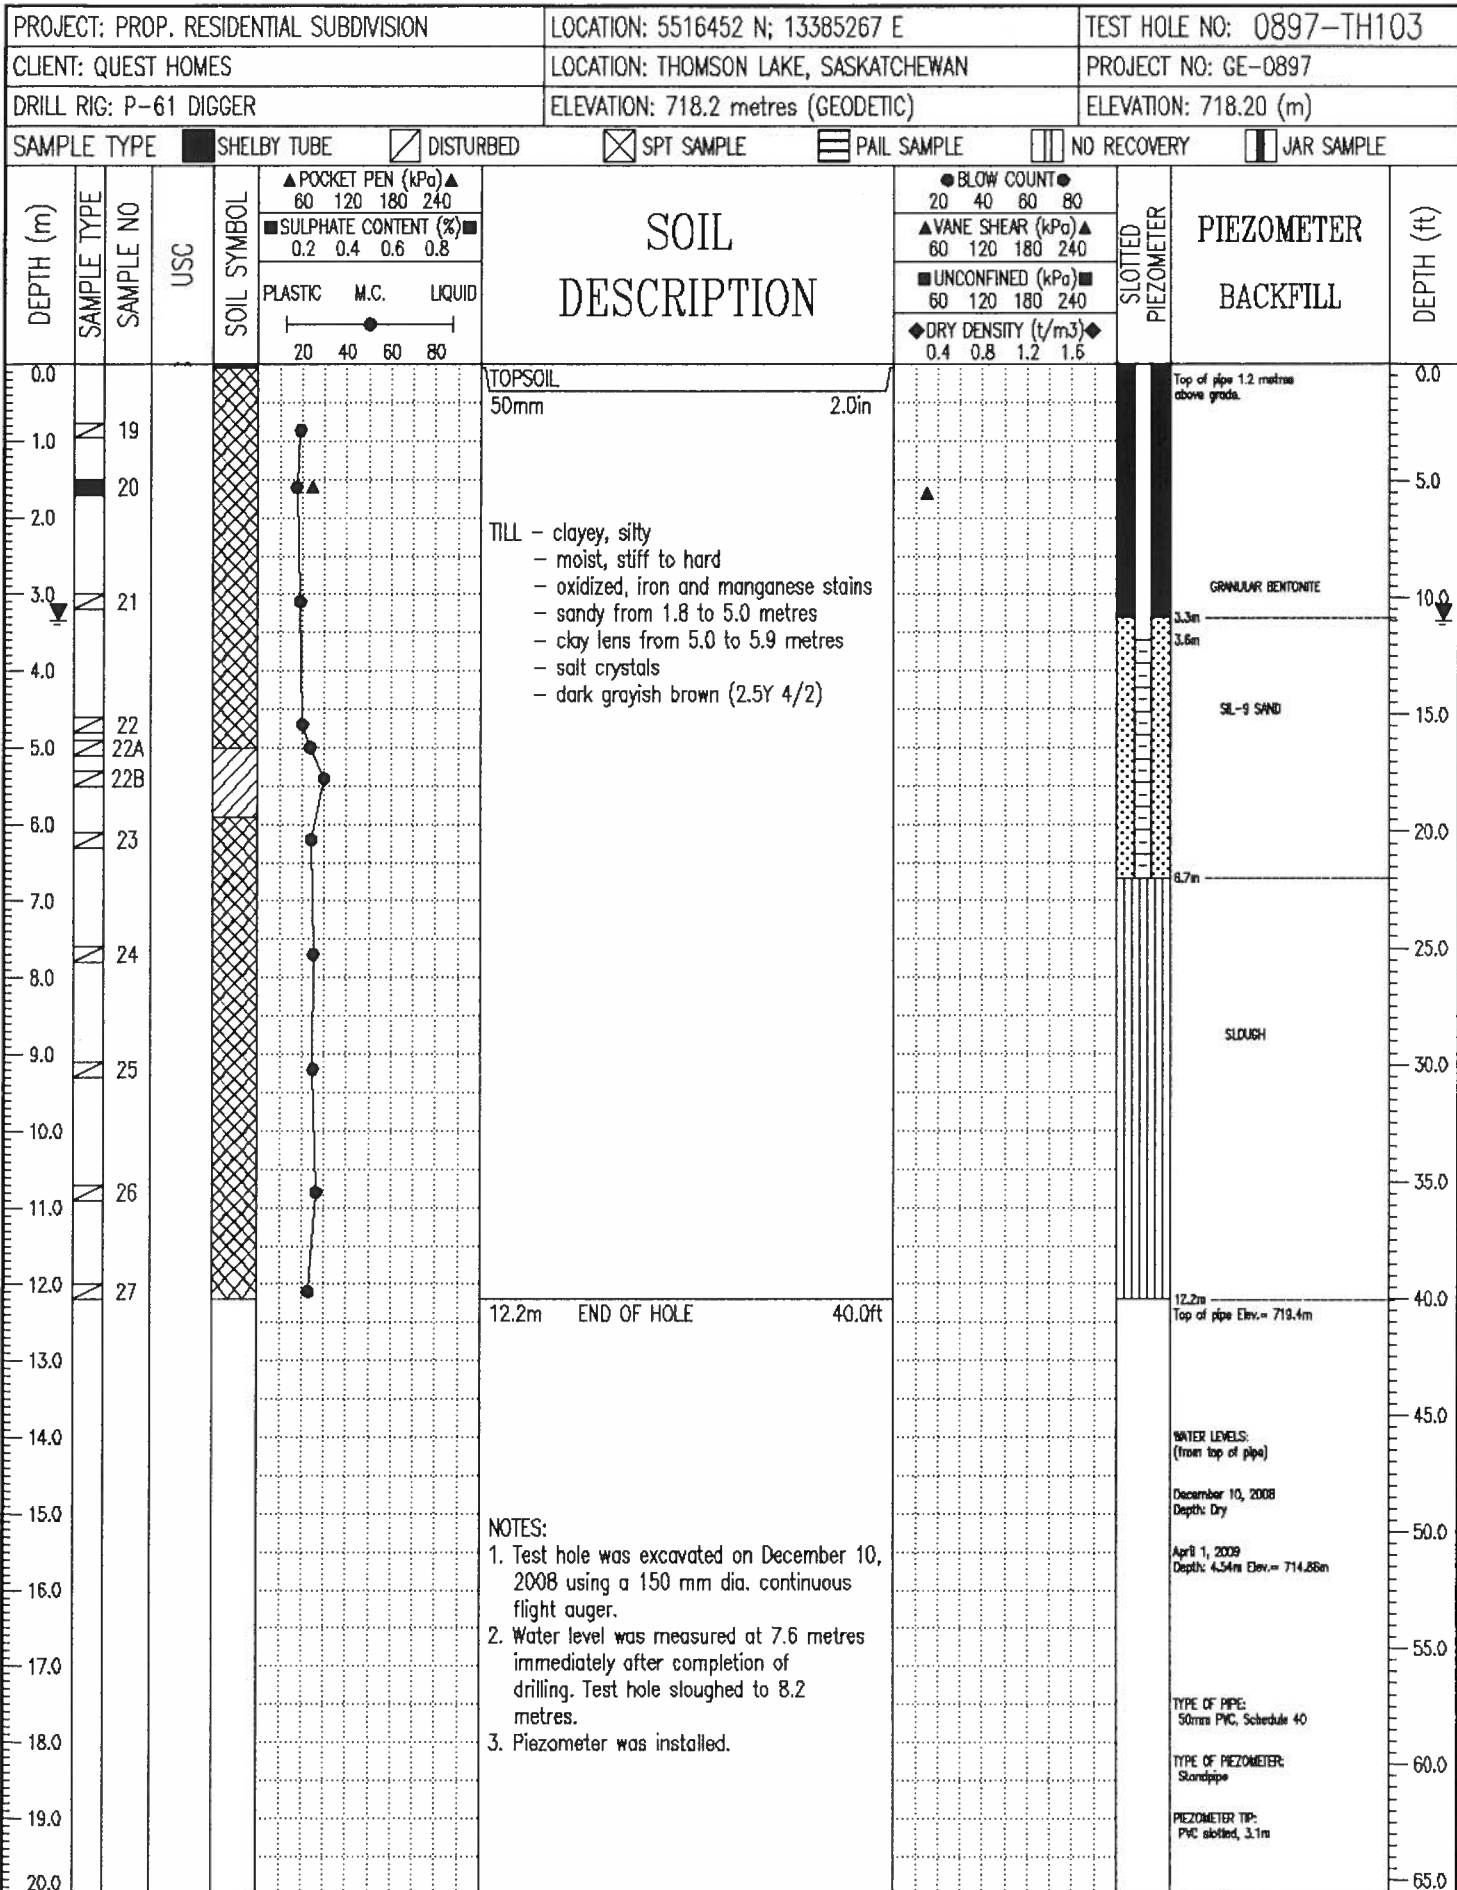 PROJECT: PROP. RESIDENTIAL SUBDIVISION
LOCATION: 5516452 N; 13385267 E
TEST HOLE NO: 0897-TH103
CLIENT: QUEST HOMES
LOCATION: THOMSON LAKE, SASKATCHEWAN
PROJECT NO: GE-0897
DRILL RIG: P-61 DIGGER
ELEVATION: 718.2 metres (GEODETIC)
ELEVATION: 718.20 (m)
SAMPLE TYPE SHELBY TUBE DISTURBED SPT SAMPLE PAIL SAMPLE NO RECOVERY JAR SAMPLE
DEPTH (m)
SAMPLE TYPE
SAMPLE NO
USC
SOIL SYMBOL
▲POCKET PEN (kPa)▲
60 120 180 240
■SULPHATE CONTENT (%)■
0.2 0.4 0.6 0.8
PLASTIC M.C. LIQUID
20 40 60 80
SOIL
DESCRIPTION
●BLOW COUNT●
20 40 60 80
▲VANE SHEAR (kPa)▲
60 120 180 240
■UNCONFINED (kPa)■
60 120 180 240
◆DRY DENSITY (t/m3)◆
0.4 0.8 1.2 1.6
SLOTTED
PIEZOMETER
PIEZOMETER
BACKFILL
DEPTH (ft)
0.0
1.0
2.0
3.0
4.0
5.0
6.0
7.0
8.0
9.0
10.0
11.0
12.0
13.0
14.0
15.0
16.0
17.0
18.0
19.0
20.0
19
20
21
22
22A
22B
23
24
25
26
27
TOPSOIL
50mm 2.0in
TILL - clayey, silty
- moist, stiff to hard
- oxidized, iron and manganese stains
- sandy from 1.8 to 5.0 metres
- clay lens from 5.0 to 5.9 metres
- salt crystals
- dark grayish brown (2.5Y 4/2)
12.2m END OF HOLE 40.0ft
NOTES:
1. Test hole was excavated on December 10,
2008 using a 150 mm dia. continuous
flight auger.
2. Water level was measured at 7.6 metres
immediately after completion of
drilling. Test hole sloughed to 8.2
metres.
3. Piezometer was installed.
Top of pipe 1.2 metres
above grade.
GRANULAR BENTONITE
3.3m
3.6m
SIL-9 SAND
6.7m
SLOUGH
12.2m
Top of pipe Elev.= 719.4m
WATER LEVELS:
(from top of pipe)
December 10, 2008
Depth: Dry
April 1, 2009
Depth: 4.54m Elev.= 714.86m
TYPE OF PIPE:
50mm PVC, Schedule 40
TYPE OF PIEZOMETER:
Standpipe
PIEZOMETER TIP:
PVC slotted, 3.1m
0.0
5.0
10.0
15.0
20.0
25.0
30.0
35.0
40.0
45.0
50.0
55.0
60.0
65.0